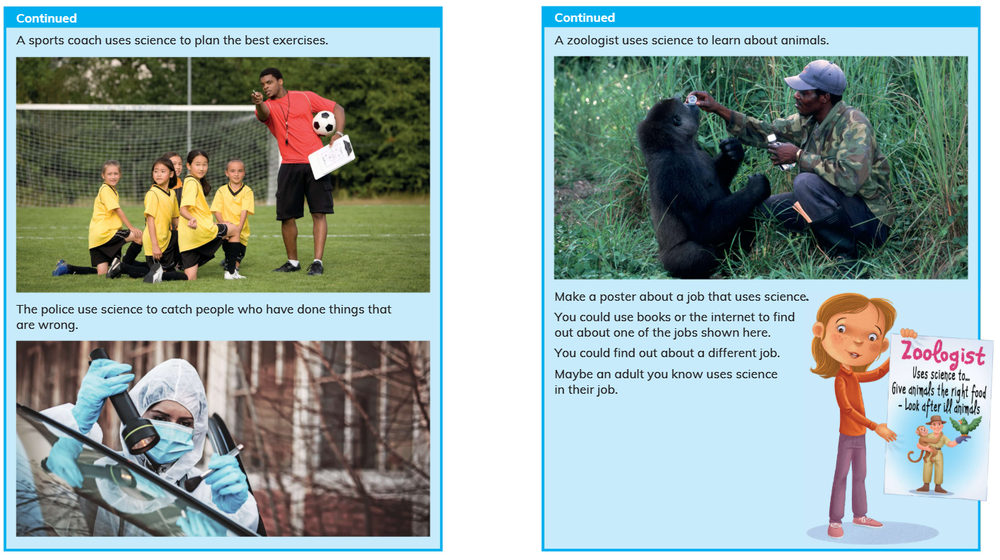 Continued
A sports coach uses science to plan the best exercises.
The police use science to catch people who have done things that
are wrong.
Continued
A zoologist uses science to learn about animals.
Make a poster about a job that uses science.
You could use books or the internet to find
out about one of the jobs shown here.
You could find out about a different job.
Maybe an adult you know uses science
in their job.
Zoologist
Uses science to...
Give animals the right food
- Look after ill animals